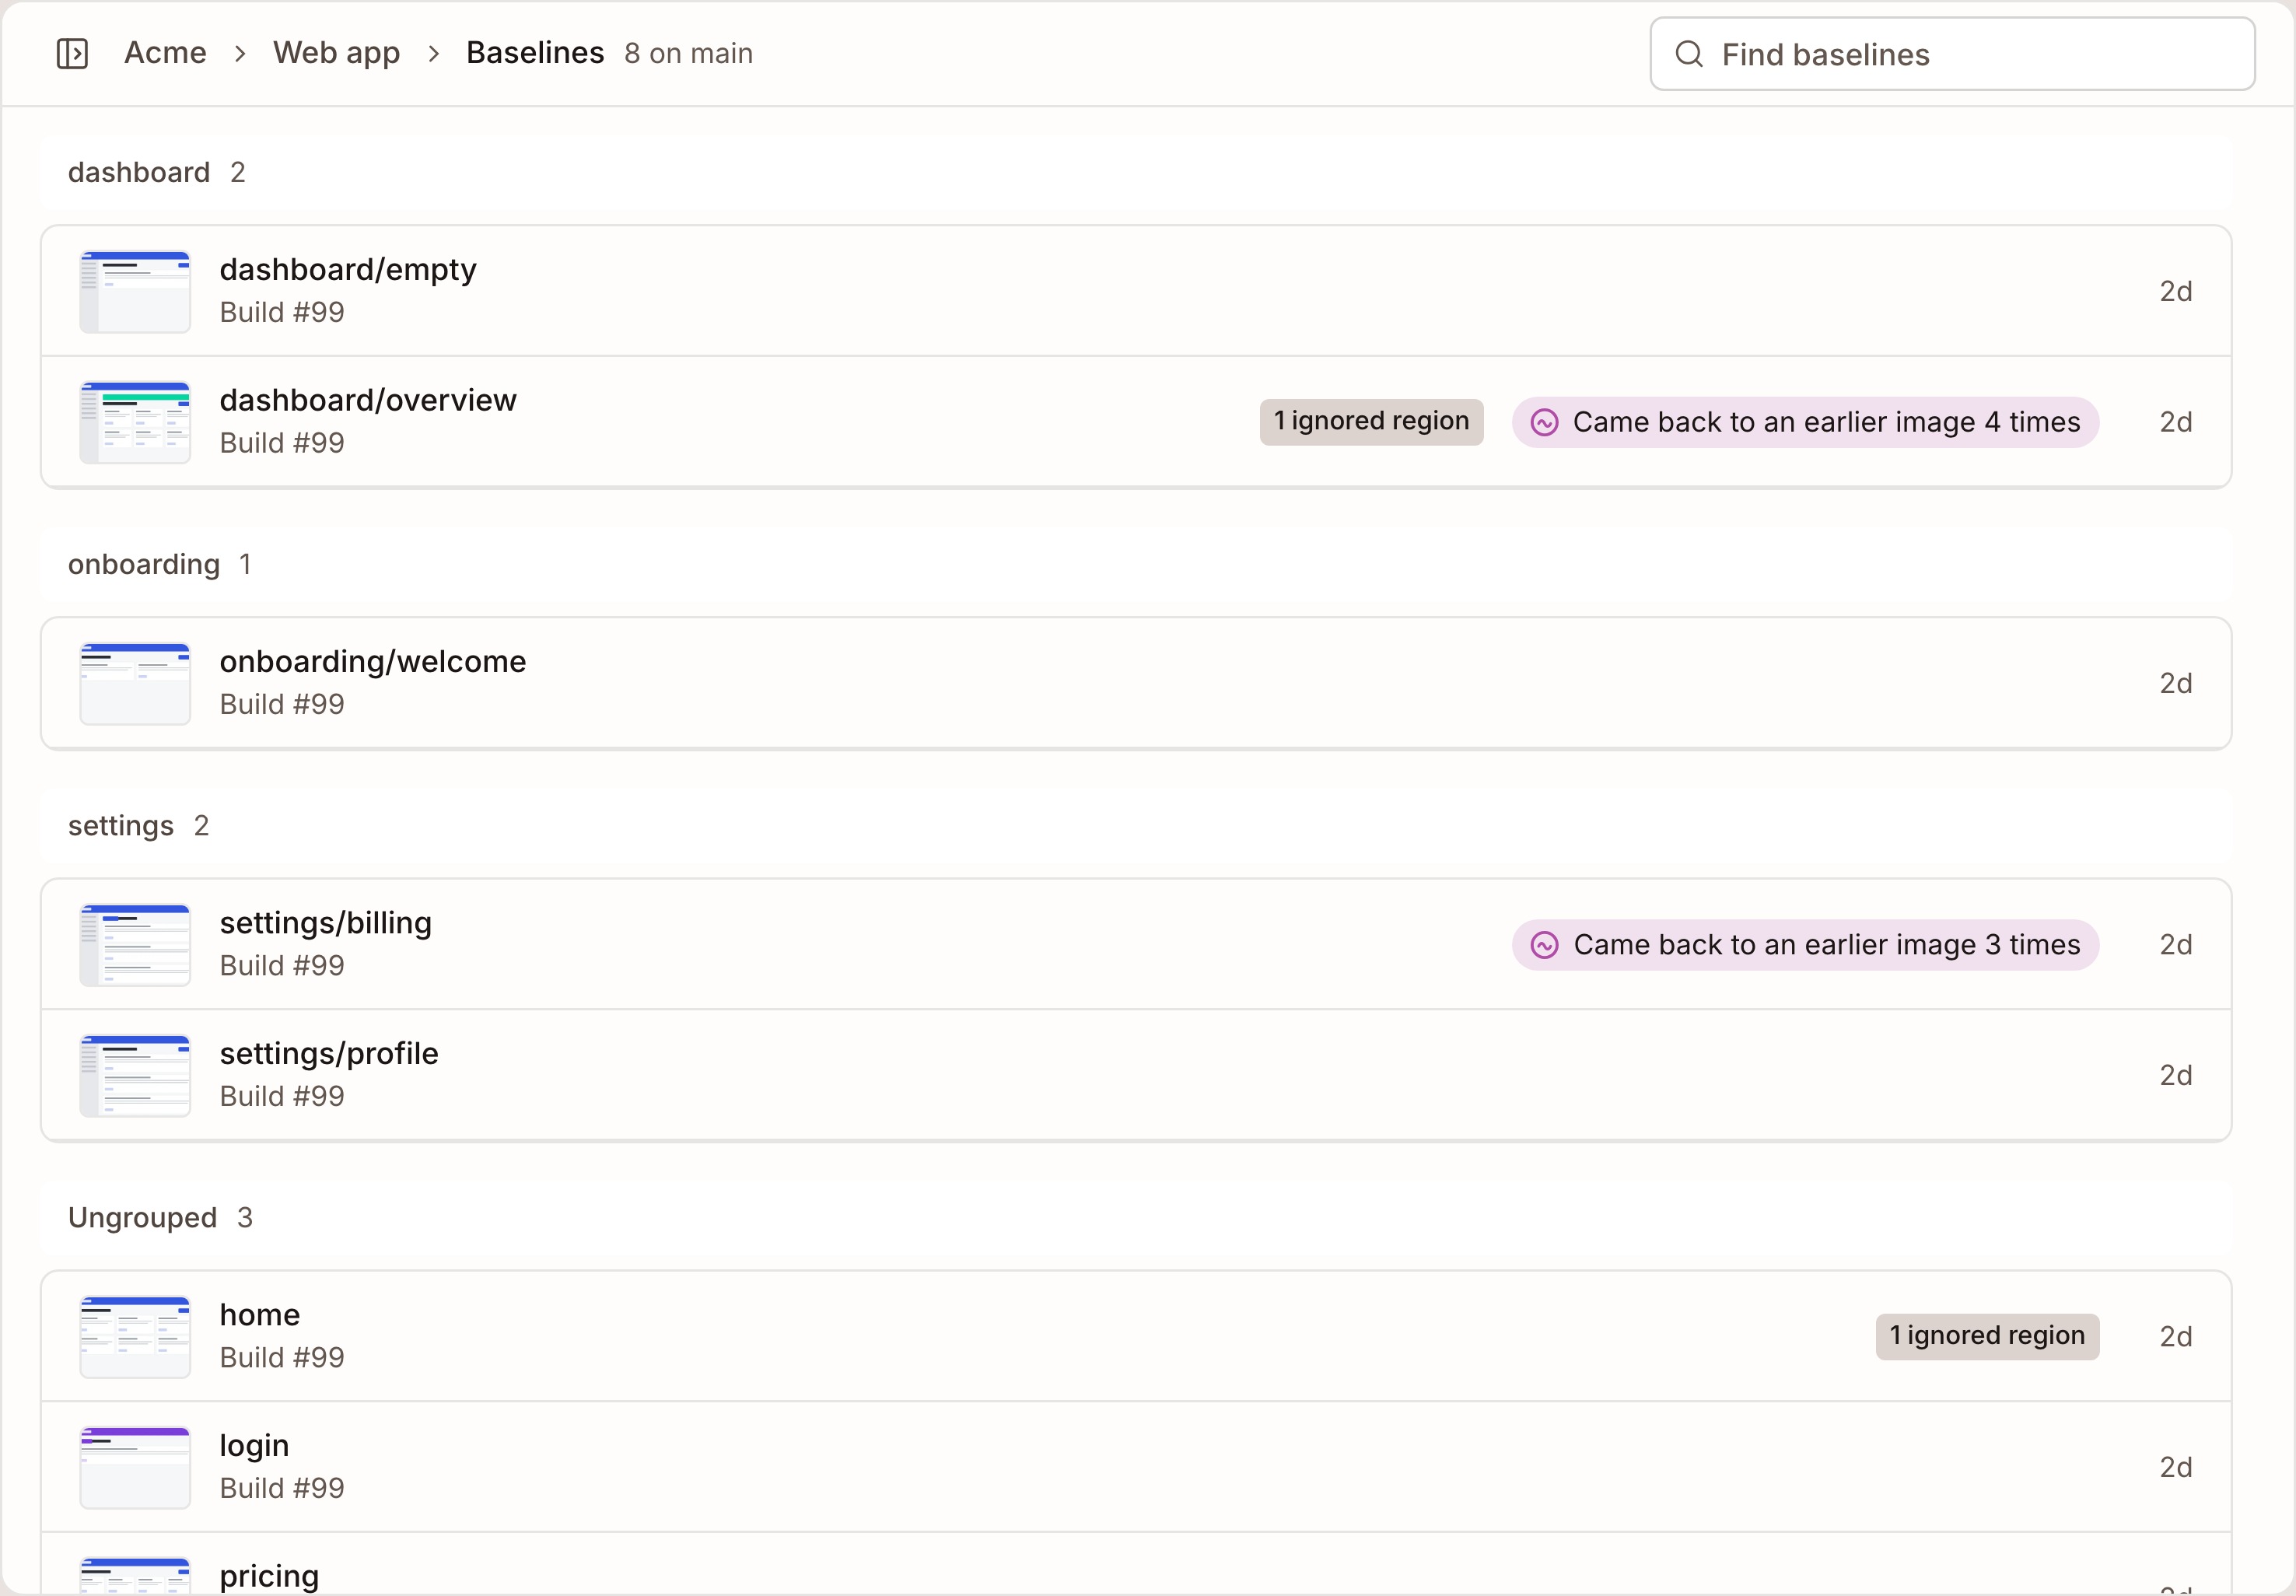 Acme > Web app > Baselines 8 on main
Find baselines
dashboard 2
dashboard/empty
Build #99
2d
dashboard/overview
Build #99
1 ignored region
Came back to an earlier image 4 times
2d
onboarding 1
onboarding/welcome
Build #99
2d
settings 2
settings/billing
Build #99
Came back to an earlier image 3 times
2d
settings/profile
Build #99
2d
Ungrouped 3
home
Build #99
1 ignored region
2d
login
Build #99
2d
pricing